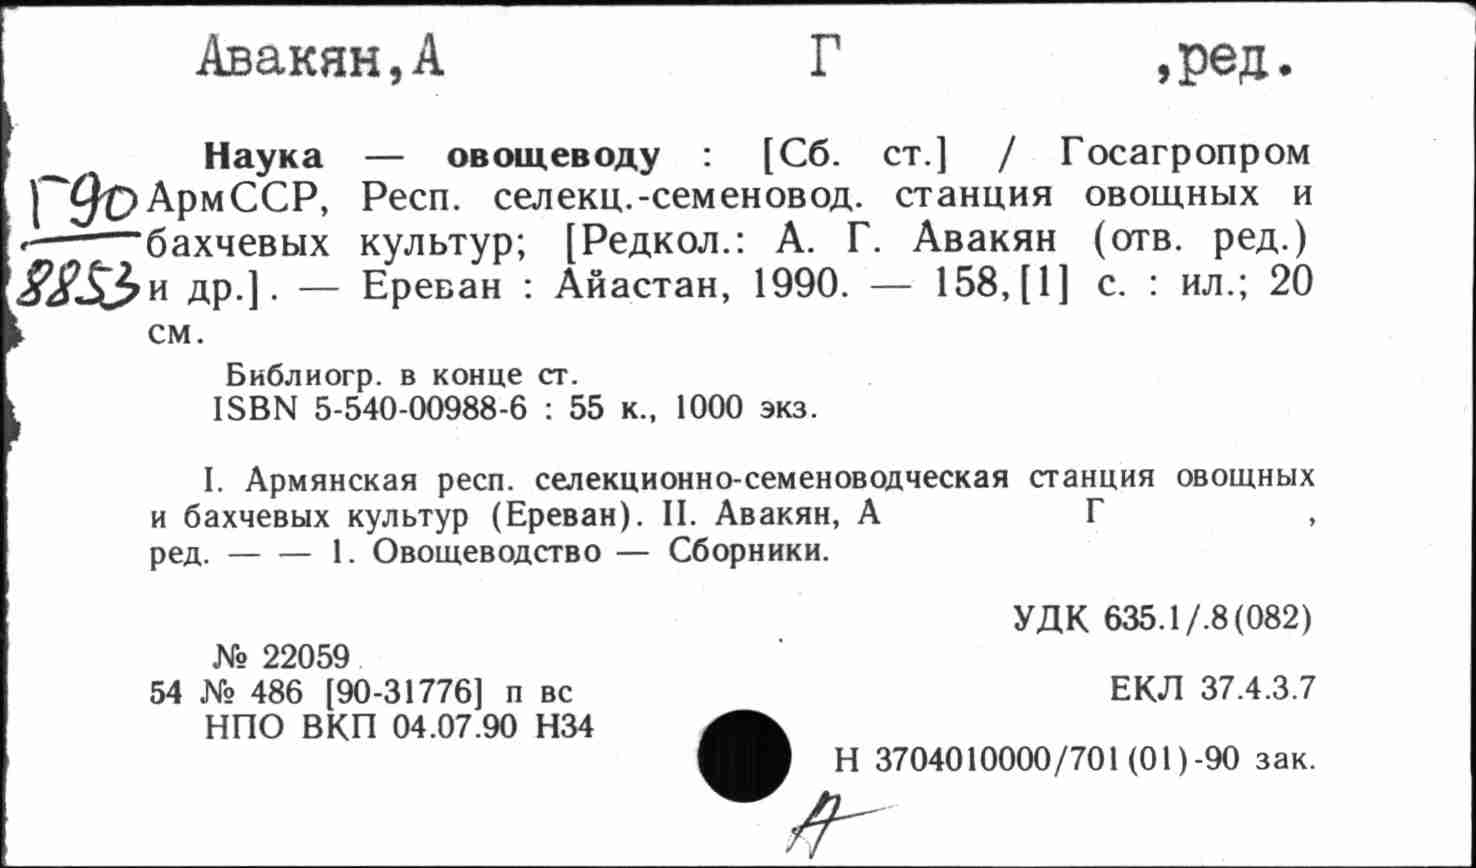 Авакян,А Г ,ред.
Наука — овощеводу : [Сб. ст.] / Госагропром
Г90 АрмССР, Респ. селекц.-семеновод. станция овощных и
бахчевых культур; [Редкол.: А. Г. Авакян (отв. ред.)
8853 и др.]. — Ереван : Айастан, 1990. — 158,[1] с. : ил.; 20
см.
Библиогр. в конце ст.
ISBN 5-540-00988-6 : 55 к., 1000 экз.
I. Армянская респ. селекционно-семеноводческая станция овощных
и бахчевых культур (Ереван). II. Авакян, А Г ,
ред. — — 1. Овощеводство — Сборники.
УДК 635.1/.8(082)
№ 22059
54 № 486 [90-31776] п вс
ЕКЛ 37.4.3.7
НПО ВКП 04.07.90 Н34
Н 3704010000/701(01)-90 зак.
А